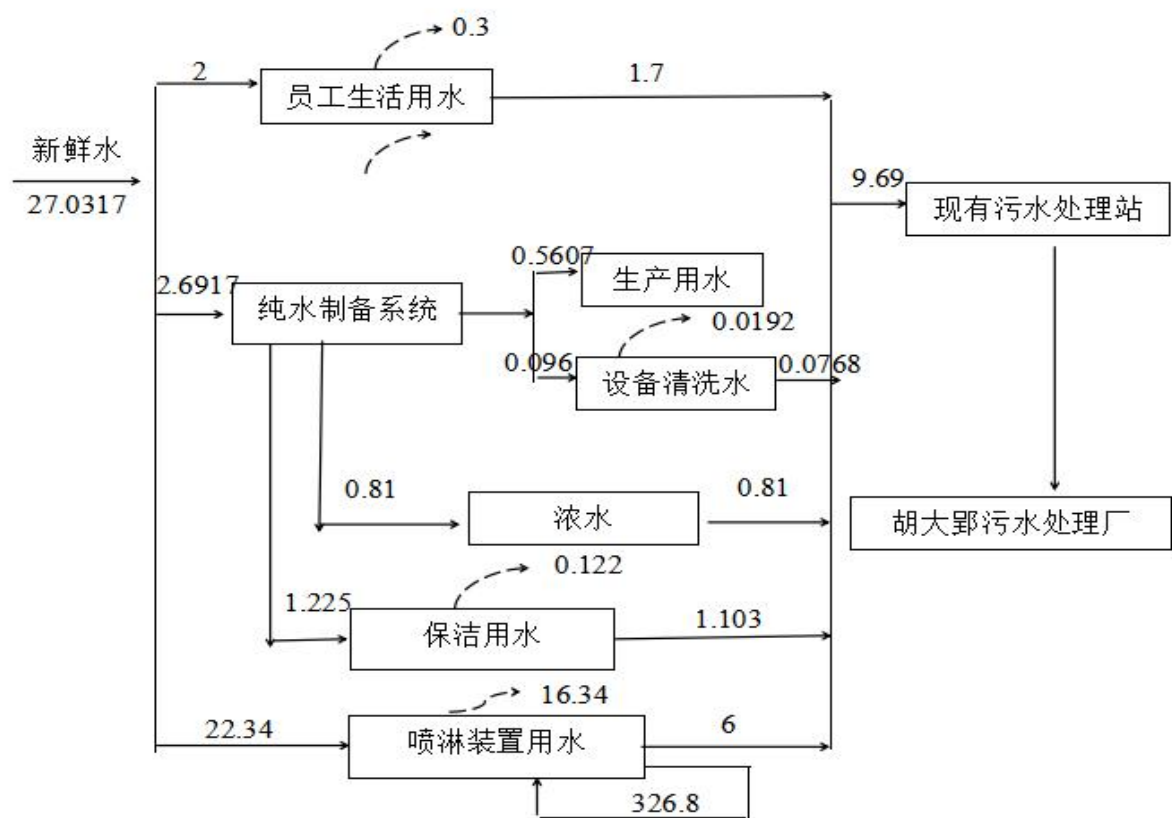 0.3
2
员工生活用水
1.7
新鲜水
27.0317
9.69
现有污水处理站
2.6917
纯水制备系统
0.5607
生产用水
0.0192
0.096
设备清洗水
0.0768
0.81
浓水
0.81
胡大郢污水处理厂
0.122
1.225
保洁用水
1.103
16.34
22.34
喷淋装置用水
6
326.8